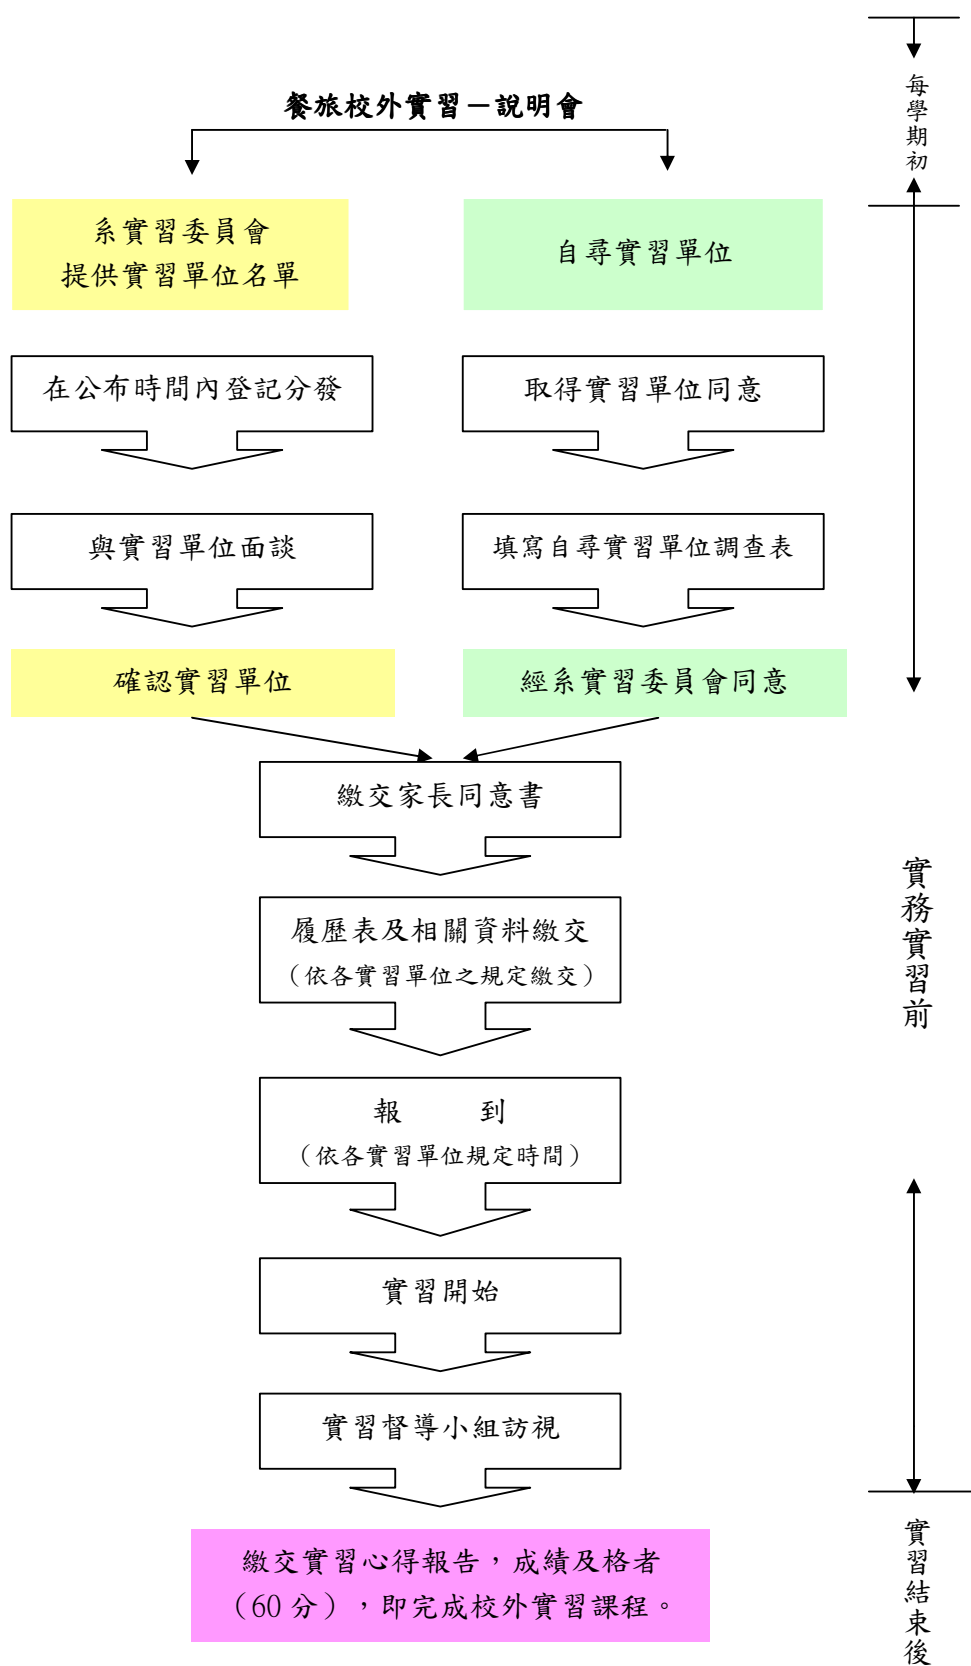 餐旅校外實習－說明會
每學期初
系實習委員會
提供實習單位名單
自尋實習單位
在公布時間內登記分發
取得實習單位同意
與實習單位面談
填寫自尋實習單位調查表
確認實習單位
經系實習委員會同意
繳交家長同意書
實務實習前
履歷表及相關資料繳交
（依各實習單位之規定繳交）
報 到
（依各實習單位規定時間）
實習開始
實習督導小組訪視
繳交實習心得報告，成績及格者
（60 分），即完成校外實習課程。
實習結束後